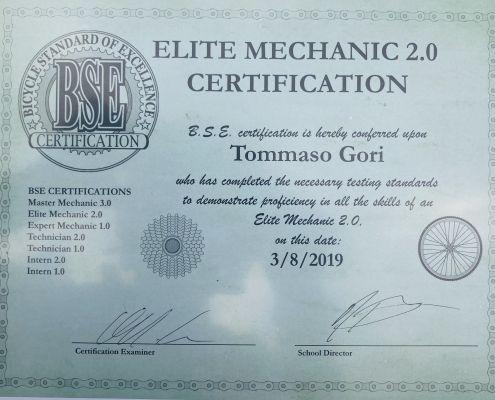 BICYCLE STANDARD OF EXCELLENCE
BSE
CERTIFICATION
ELITE MECHANIC 2.0
CERTIFICATION
B.S.E. certification is hereby conferred upon
Tommaso Gori
who has completed the necessary testing standards
to demonstrate proficiency in all the skills of an
Elite Mechanic 2.0.
on this date:
3/8/2019
BSE CERTIFICATIONS
Master Mechanic 3.0
Elite Mechanic 2.0
Expert Mechanic 1.0
Technician 2.0
Technician 1.0
Intern 2.0
Intern 1.0
Certification Examiner
School Director